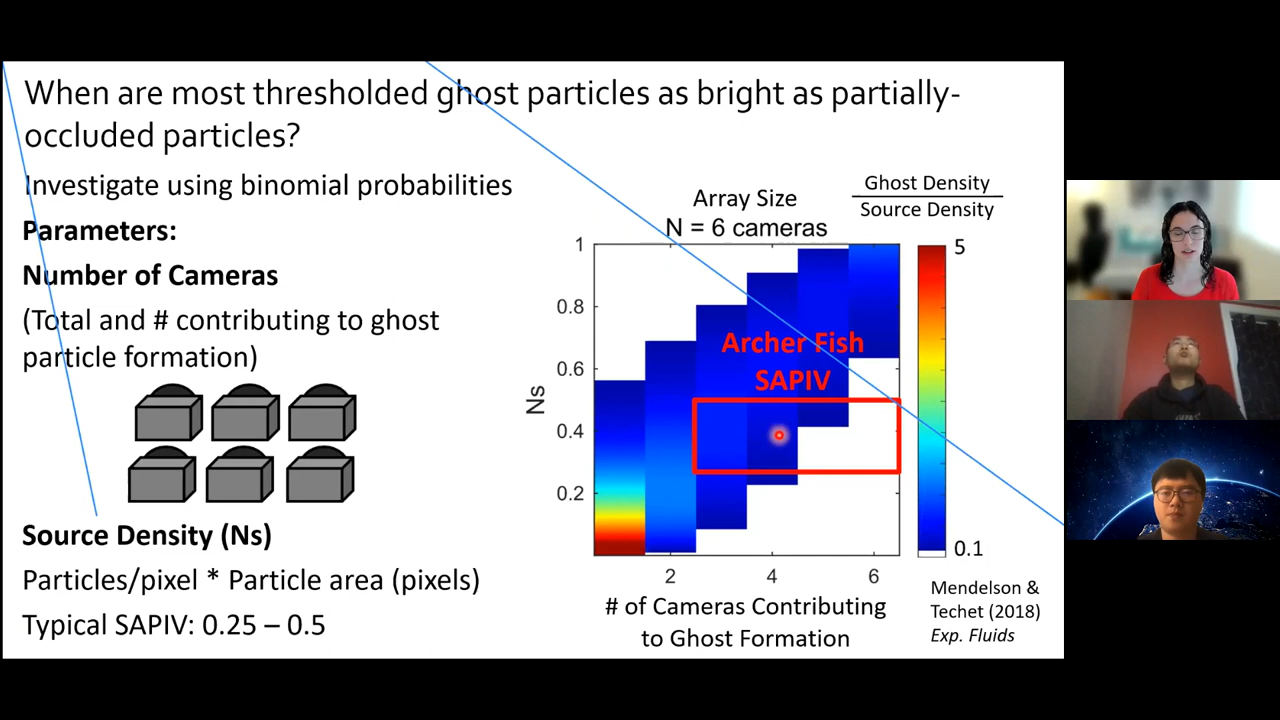 When are most thresholded ghost particles as bright as partially-
occluded particles?
Investigate using binomial probabilities
Parameters:
Number of Cameras
(Total and # contributing to ghost
particle formation)
Source Density (Ns)
Particles/pixel * Particle area (pixels)
Typical SAPIV: 0.25 – 0.5
Array Size
N = 6 cameras
Ghost Density
Source Density
1
0.8
0.6
0.4
0.2
Ns
Archer Fish
SAPIV
2 4 6
# of Cameras Contributing
to Ghost Formation
5
0.1
Mendelson &
Techet (2018)
Exp. Fluids